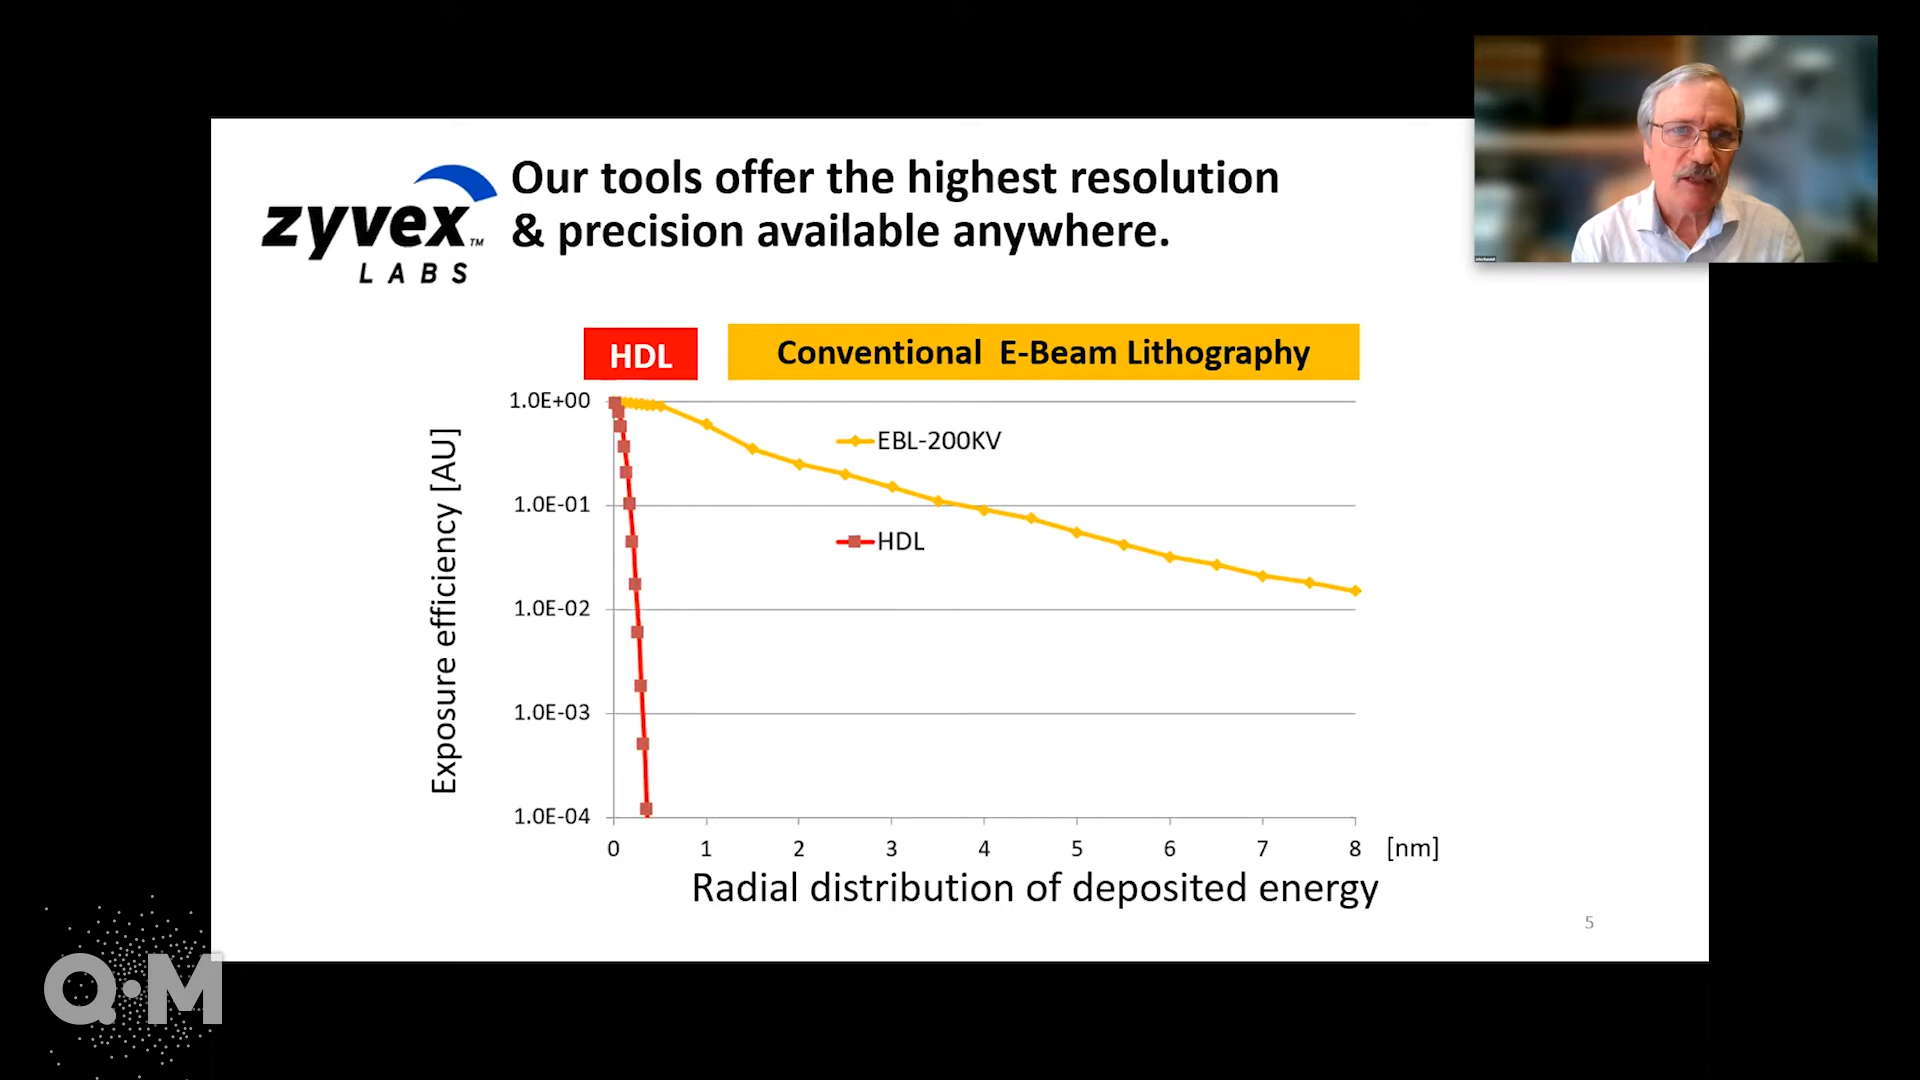 zyvex™
LABS
Our tools offer the highest resolution
& precision available anywhere.
HDL
Conventional E-Beam Lithography
1.0E+00
1.0E-01
1.0E-02
1.0E-03
1.0E-04
Exposure efficiency [AU]
EBL-200KV
HDL
0 1 2 3 4 5 6 7 8 [nm]
Radial distribution of deposited energy
5
Q·M